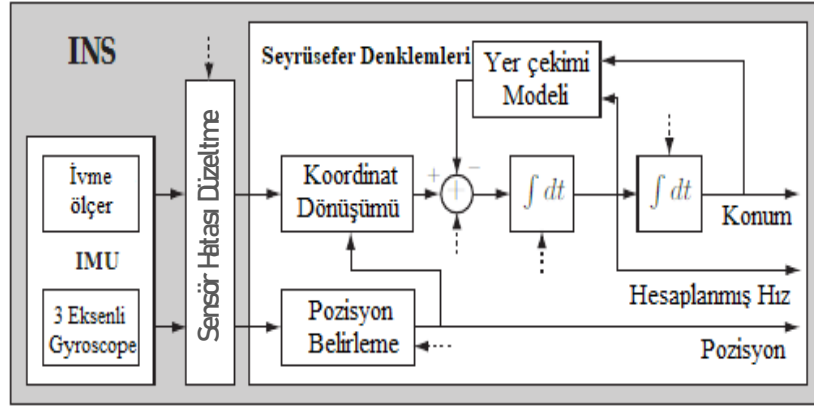 INS
Seyrüsefer Denklemleri
Yer çekimi
Modeli
Sensör Hatası Düzeltme
İvme
ölçer
IMU
3 Eksenli
Gyroscope
Koordinat
Dönüşümü
+
−
+
∫ dt
∫ dt
Konum
Hesaplanmış Hız
Pozisyon
Belirleme
Pozisyon